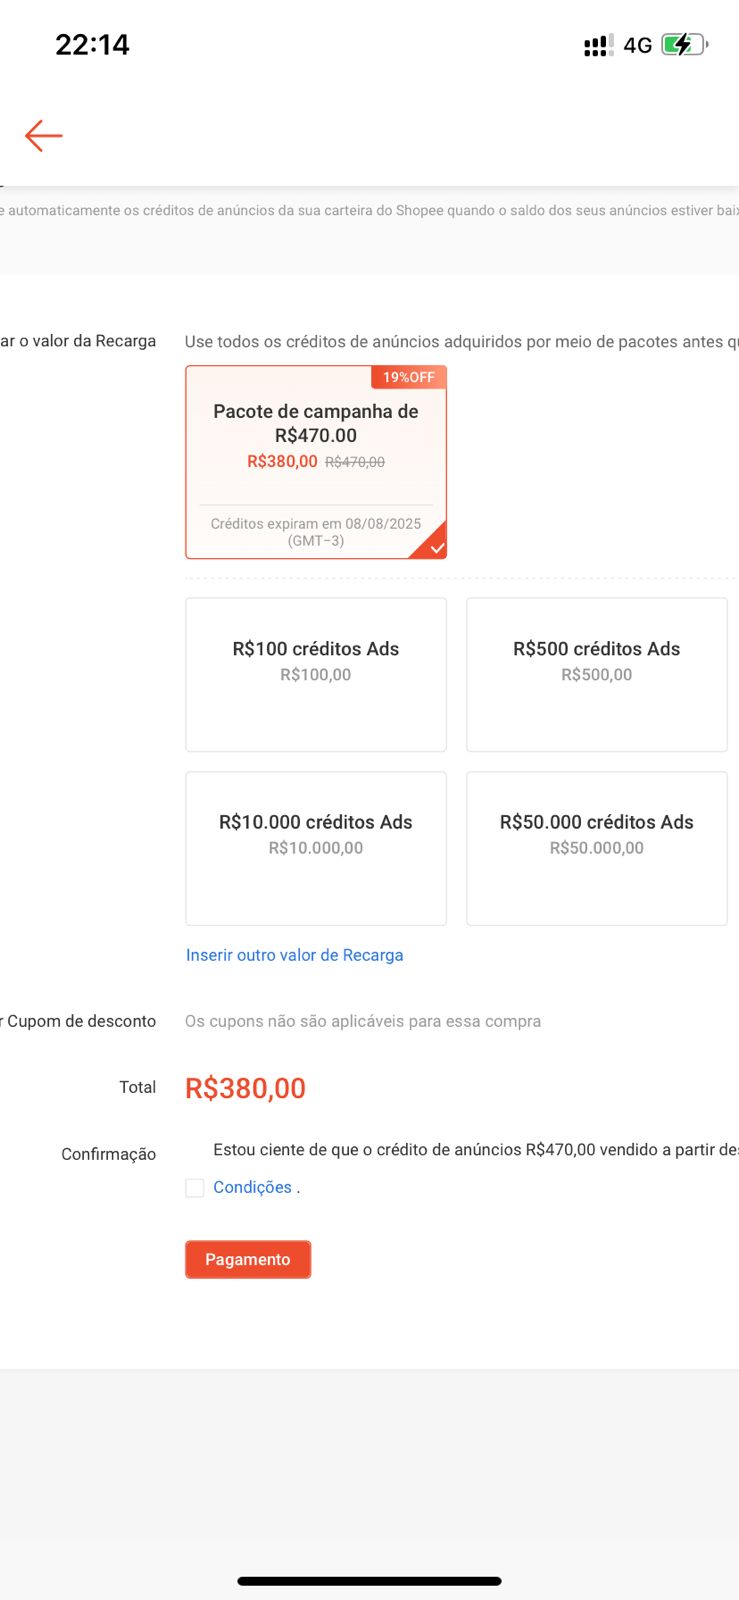 22:14
4G
e automaticamente os créditos de anúncios da sua carteira do Shopee quando o saldo dos seus anúncios estiver
ar o valor da Recarga
Use todos os créditos de anúncios adquiridos por meio de pacotes antes
19%OFF
Pacote de campanha de
R$470.00
R$380,00 R$470,00
Créditos expiram em 08/08/2025
(GMT-3)
R$100 créditos Ads
R$100,00
R$500 créditos Ads
R$500,00
R$10.000 créditos Ads
R$10.000,00
R$50.000 créditos Ads
R$50.000,00
Inserir outro valor de Recarga
r Cupom de desconto
Os cupons não são aplicáveis para essa compra
Total
R$380,00
Confirmação
Estou ciente de que o crédito de anúncios R$470,00 vendido a partir
Condições .
Pagamento